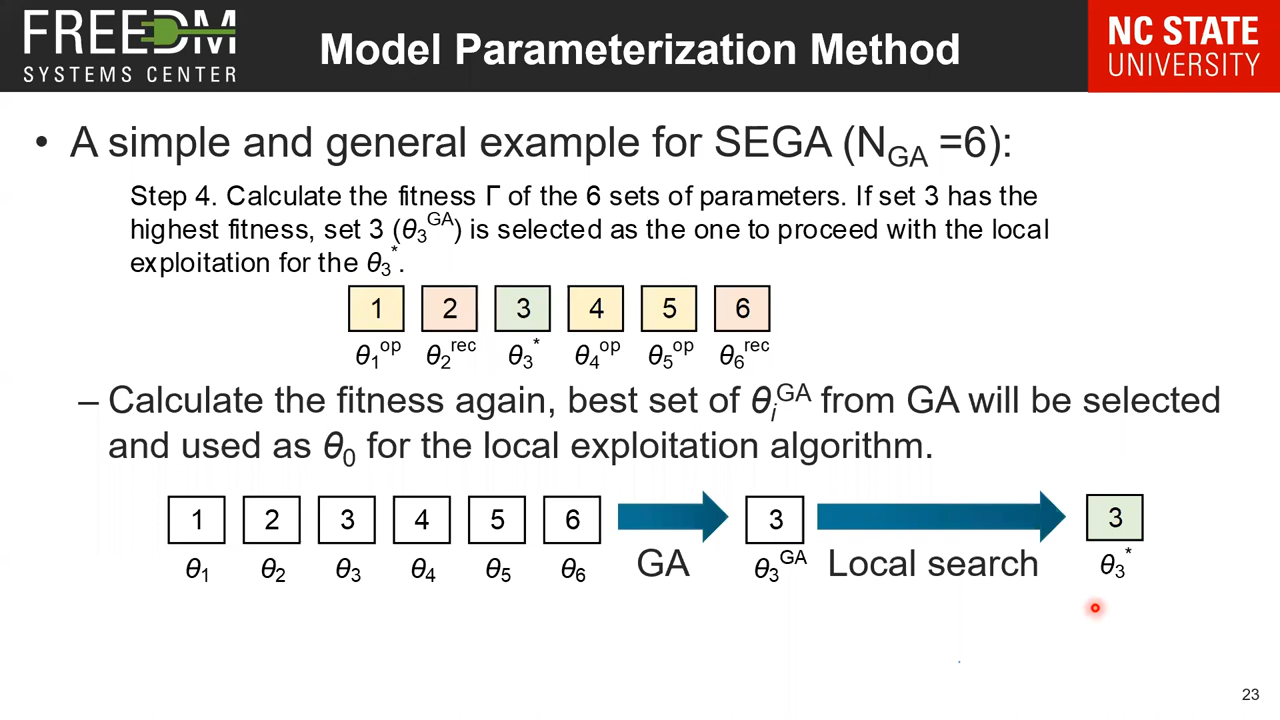 FREEDM
SYSTEMS CENTER
Model Parameterization Method
NC STATE
UNIVERSITY
• A simple and general example for SEGA (N_GA =6):
Step 4. Calculate the fitness Γ of the 6 sets of parameters. If set 3 has the
highest fitness, set 3 (θ₃^GA) is selected as the one to proceed with the local
exploitation for the θ₃^*.
1 2 3 4 5 6
θ₁^op θ₂^rec θ₃^* θ₄^op θ₅^op θ₆^rec
– Calculate the fitness again, best set of θ_i^GA from GA will be selected
and used as θ₀ for the local exploitation algorithm.
1 2 3 4 5 6 3 3
GA Local search
θ₁ θ₂ θ₃ θ₄ θ₅ θ₆ θ₃^GA θ₃^*
23